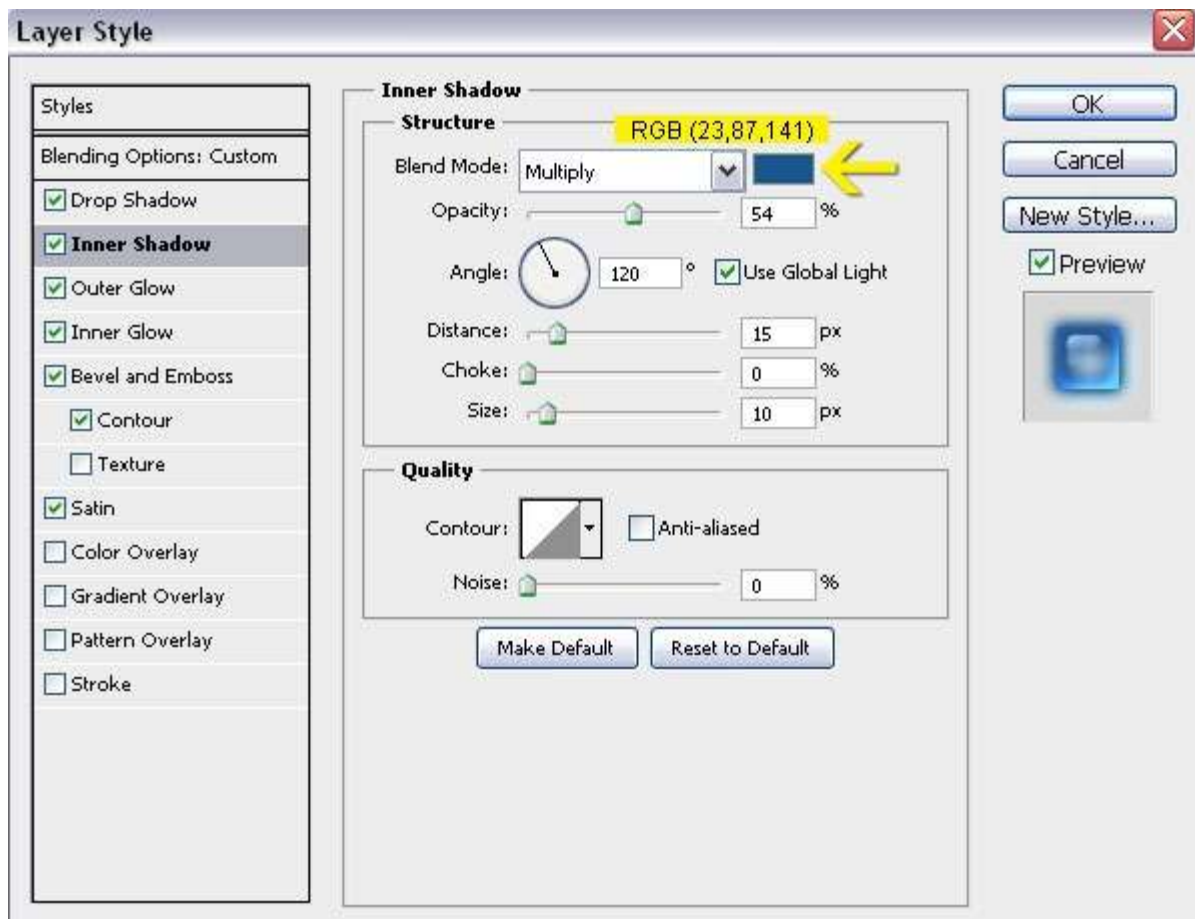 Layer Style
Styles
Blending Options: Custom
Drop Shadow
Inner Shadow
Outer Glow
Inner Glow
Bevel and Emboss
Contour
Texture
Satin
Color Overlay
Gradient Overlay
Pattern Overlay
Stroke
Inner Shadow
Structure
RGB (23,87,141)
Blend Mode: Multiply
Opacity: 54 %
Angle: 120 ° Use Global Light
Distance: 15 px
Choke: 0 %
Size: 10 px
Quality
Contour: Anti-aliased
Noise: 0 %
Make Default Reset to Default
OK
Cancel
New Style...
Preview